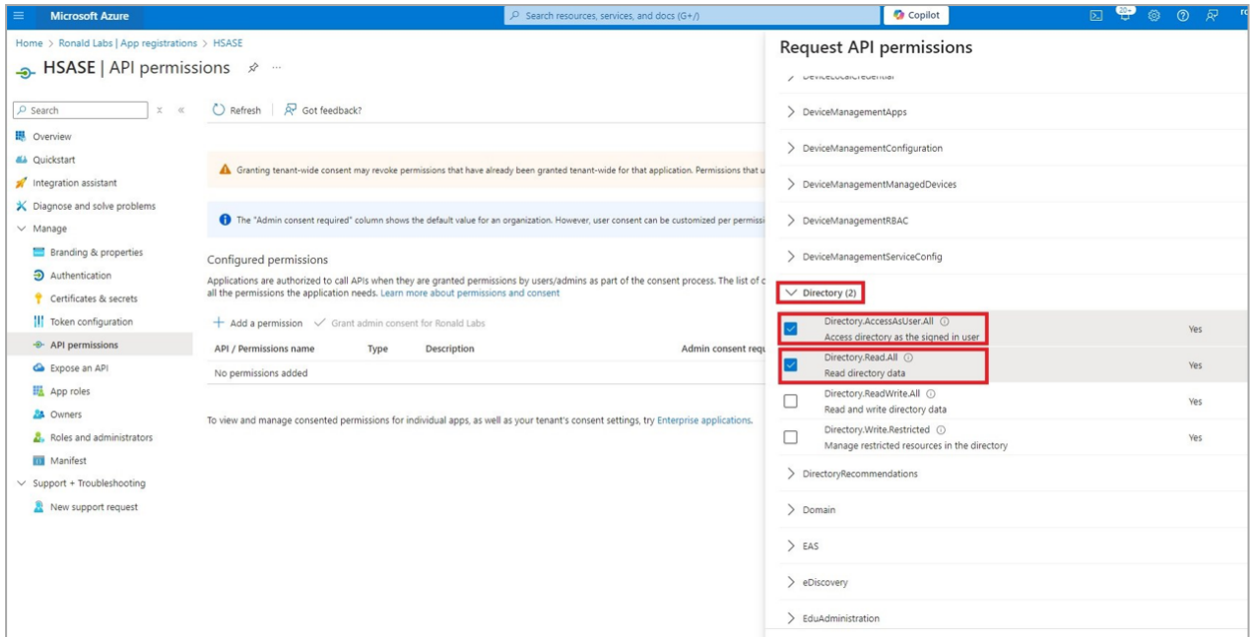 Microsoft Azure
Search resources, services, and docs (G+/)
Copilot
20+
Home > Ronald Labs | App registrations > HSASE
HSASE | API permissions
Search
Refresh
Got feedback?
Overview
Quickstart
Integration assistant
Diagnose and solve problems
Manage
Branding & properties
Authentication
Certificates & secrets
Token configuration
API permissions
Expose an API
App roles
Owners
Roles and administrators
Manifest
Support + Troubleshooting
New support request
Granting tenant-wide consent may revoke permissions that have already been granted tenant-wide for that application. Permissions that u
The "Admin consent required" column shows the default value for an organization. However, user consent can be customized per permissi
Configured permissions
Applications are authorized to call APIs when they are granted permissions by users/admins as part of the consent process. The list of c
all the permissions the application needs. Learn more about permissions and consent
Add a permission
Grant admin consent for Ronald Labs
API / Permissions name Type Description Admin consent requ
No permissions added
To view and manage consented permissions for individual apps, as well as your tenant's consent settings, try Enterprise applications.
Request API permissions
DeviceLocalCredential
DeviceManagementApps
DeviceManagementConfiguration
DeviceManagementManagedDevices
DeviceManagementRBAC
DeviceManagementServiceConfig
Directory (2)
Directory.AccessAsUser.All
Access directory as the signed in user
Yes
Directory.Read.All
Read directory data
Yes
Directory.ReadWrite.All
Read and write directory data
Yes
Directory.Write.Restricted
Manage restricted resources in the directory
Yes
DirectoryRecommendations
Domain
EAS
eDiscovery
EduAdministration